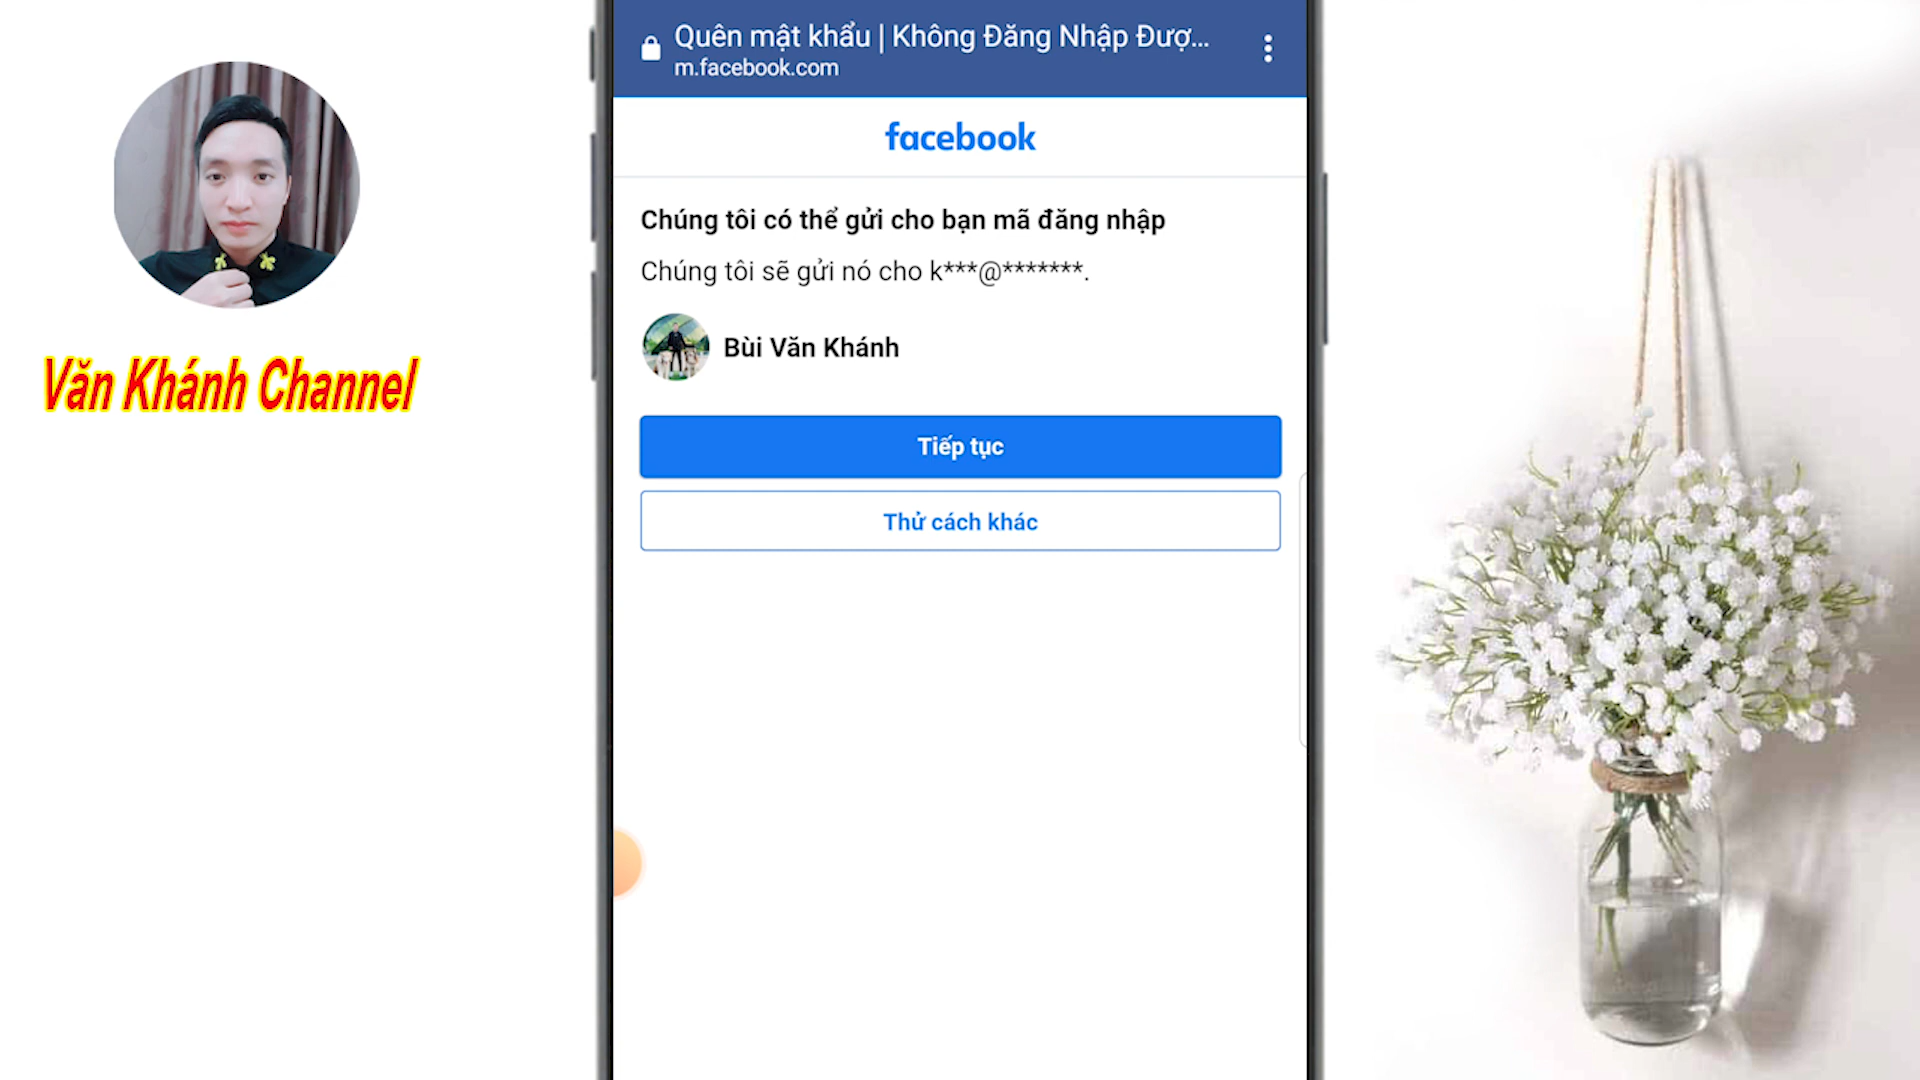 Quên mật khẩu | Không Đăng Nhập Đượ...
m.facebook.com
facebook
Chúng tôi có thể gửi cho bạn mã đăng nhập
Chúng tôi sẽ gửi nó cho k***@*******.
Bùi Văn Khánh
Tiếp tục
Thử cách khác
Văn Khánh Channel